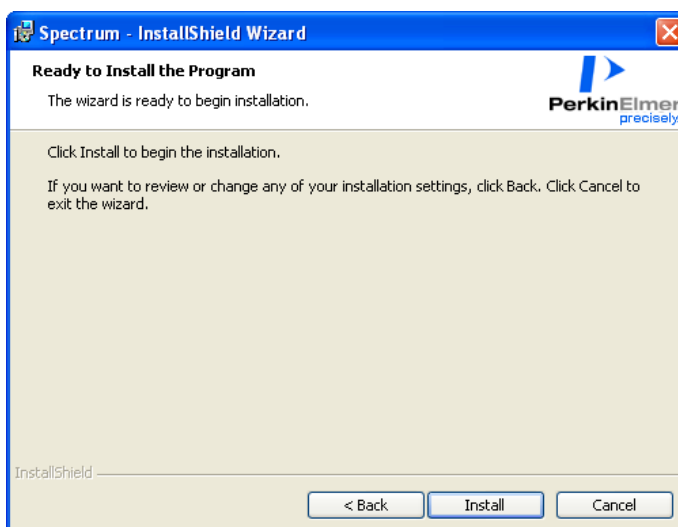 Spectrum - InstallShield Wizard
Ready to Install the Program
The wizard is ready to begin installation.
PerkinElmer
precisely
Click Install to begin the installation.
If you want to review or change any of your installation settings, click Back. Click Cancel to
exit the wizard.
InstallShield
< Back
Install
Cancel